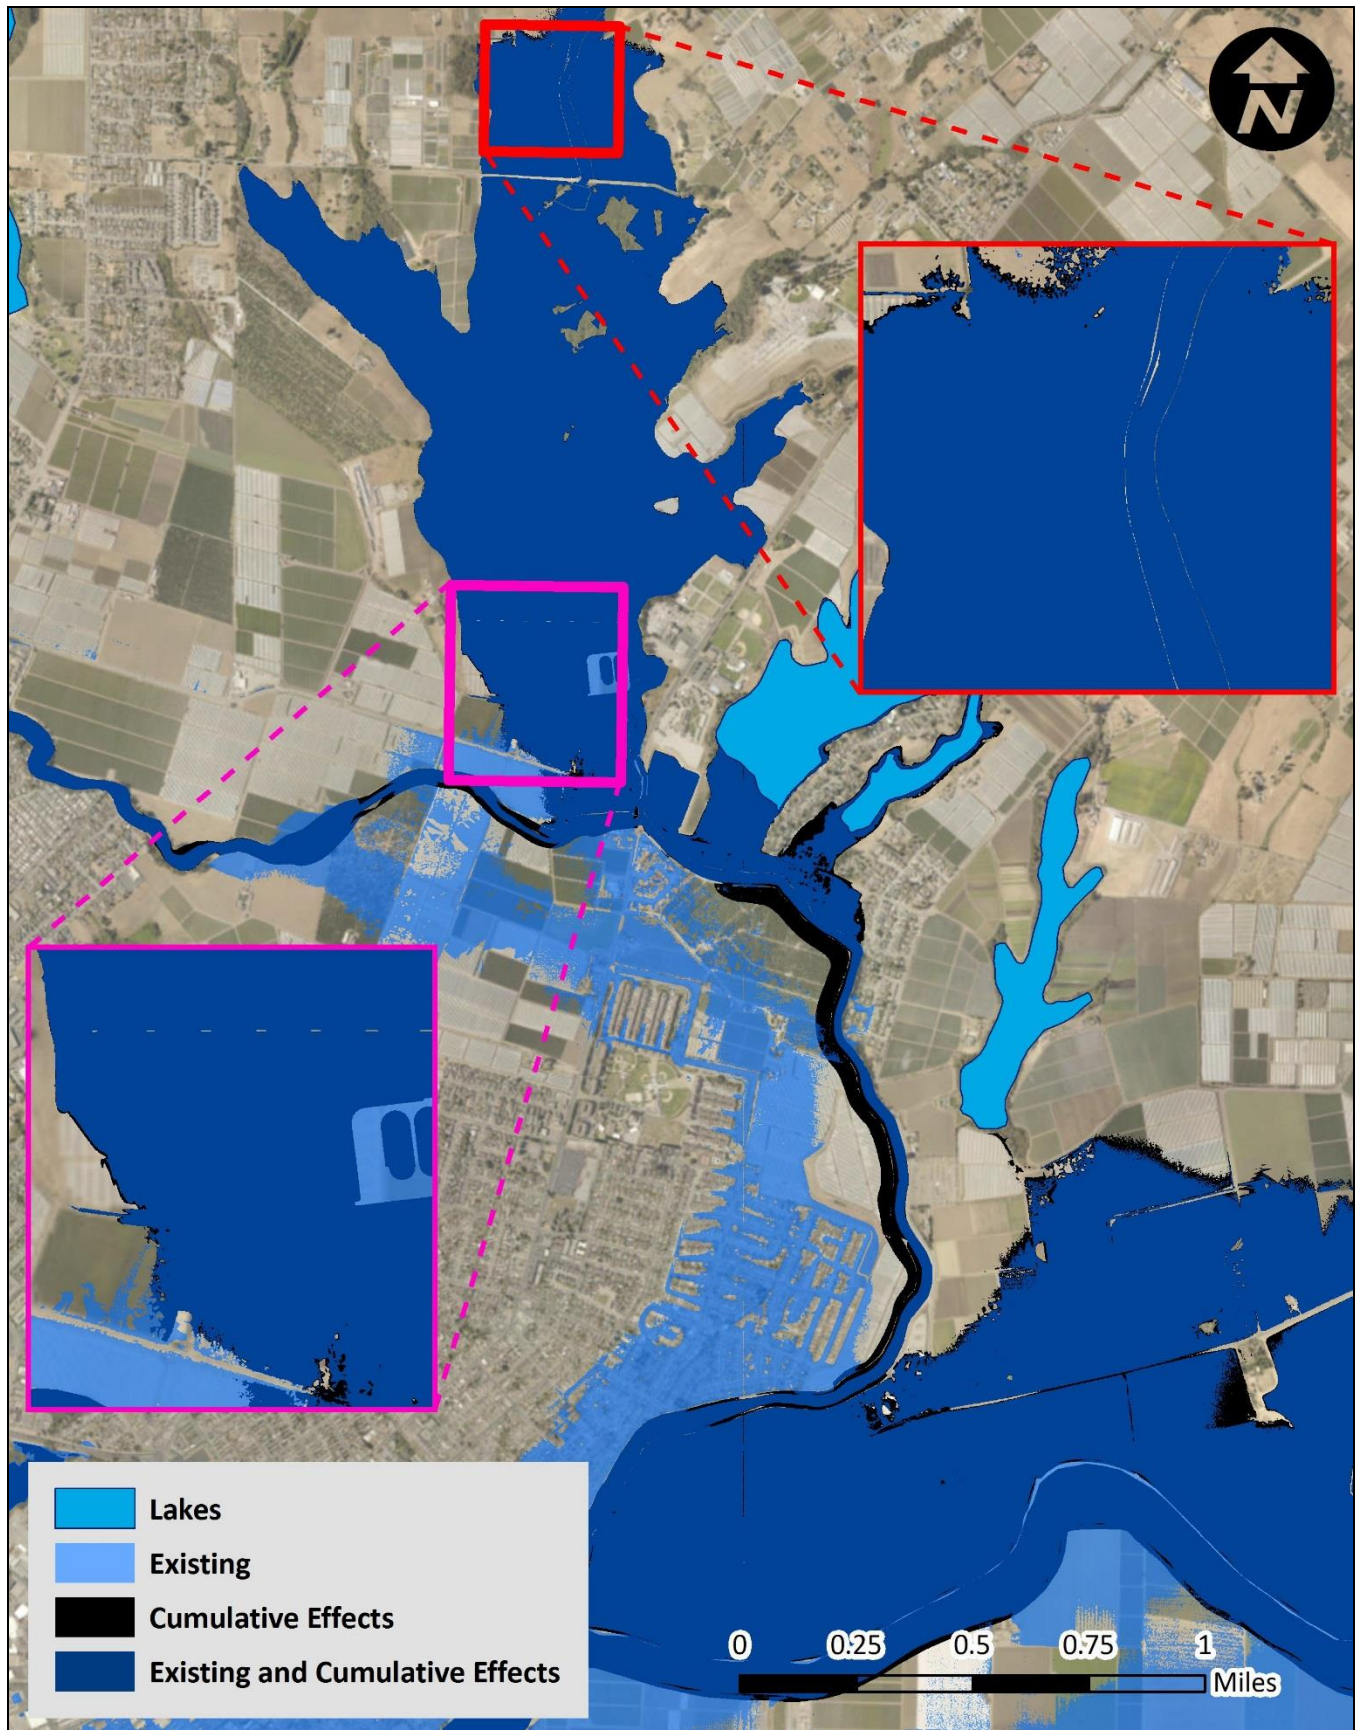 N
Lakes
Existing
Cumulative Effects
Existing and Cumulative Effects
0 0.25 0.5 0.75 1
Miles